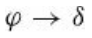 φ → δ